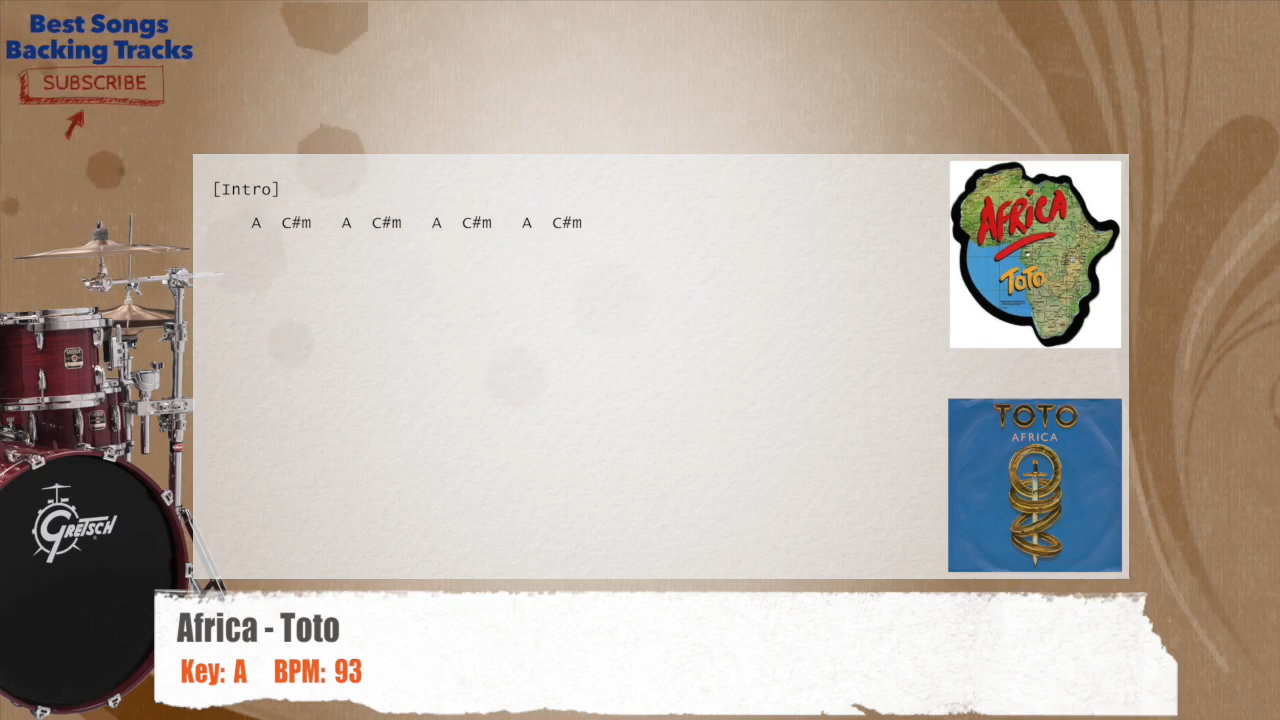 Best Songs
Backing Tracks
SUBSCRIBE
[Intro]
A C#m A C#m A C#m A C#m
AFRICA
TOTO
TOTO
AFRICA
GRETSCH
Africa - Toto
Key: A BPM: 93